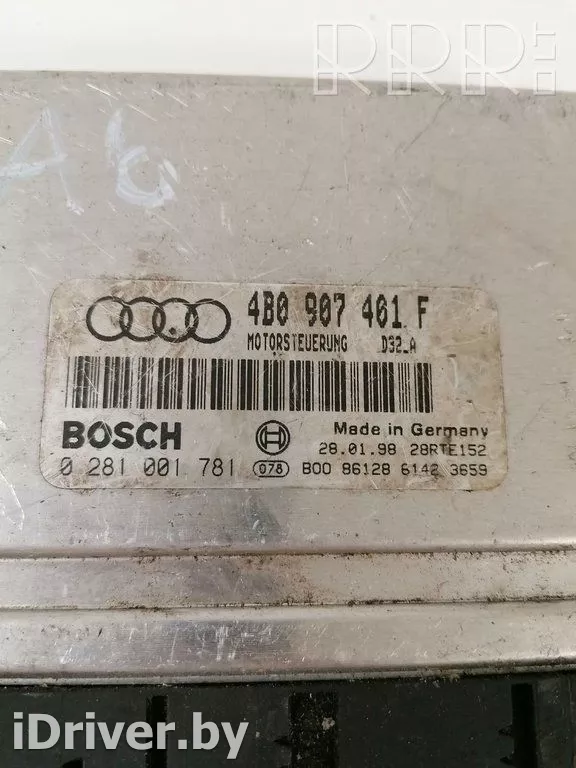 RRR
A6
4B0 907 401 F
MOTORSTEUERUNG D32_A
BOSCH
Made in Germany
28.01.98 28RTE152
0 281 001 781 078 B00 86128 6142 3659
iDriver.by